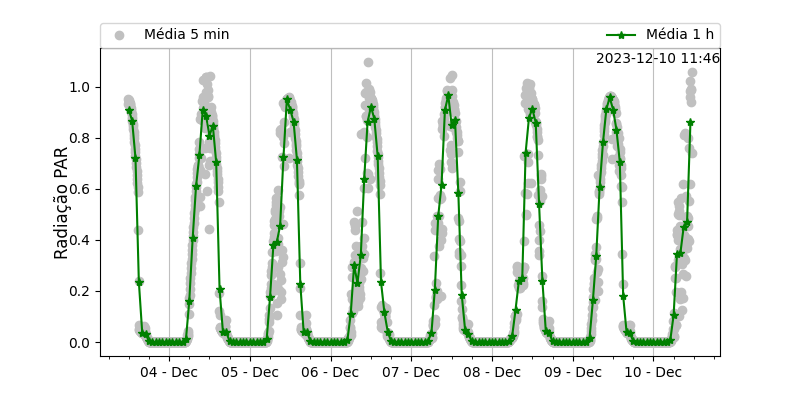 Média 5 min
Média 1 h
2023-12-10 11:46
Radiação PAR
1.0
0.8
0.6
0.4
0.2
0.0
04 - Dec
05 - Dec
06 - Dec
07 - Dec
08 - Dec
09 - Dec
10 - Dec